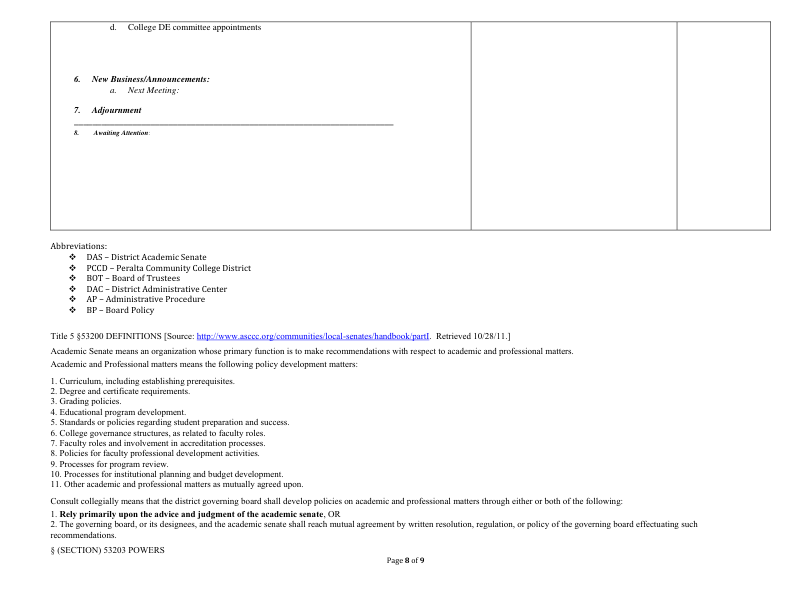 d. College DE committee appointments
6. New Business/Announcements:
a. Next Meeting:
7. Adjournment
8. Awaiting Attention:
Abbreviations:
❖ DAS – District Academic Senate
❖ PCCD – Peralta Community College District
❖ BOT – Board of Trustees
❖ DAC – District Administrative Center
❖ AP – Administrative Procedure
❖ BP – Board Policy
Title 5 §53200 DEFINITIONS [Source: http://www.asccc.org/communities/local-senates/handbook/partI. Retrieved 10/28/11.]
Academic Senate means an organization whose primary function is to make recommendations with respect to academic and professional matters.
Academic and Professional matters means the following policy development matters:
1. Curriculum, including establishing prerequisites.
2. Degree and certificate requirements.
3. Grading policies.
4. Educational program development.
5. Standards or policies regarding student preparation and success.
6. College governance structures, as related to faculty roles.
7. Faculty roles and involvement in accreditation processes.
8. Policies for faculty professional development activities.
9. Processes for program review.
10. Processes for institutional planning and budget development.
11. Other academic and professional matters as mutually agreed upon.
Consult collegially means that the district governing board shall develop policies on academic and professional matters through either or both of the following:
1. Rely primarily upon the advice and judgment of the academic senate, OR
2. The governing board, or its designees, and the academic senate shall reach mutual agreement by written resolution, regulation, or policy of the governing board effectuating such
recommendations.
§ (SECTION) 53203 POWERS
Page 8 of 9